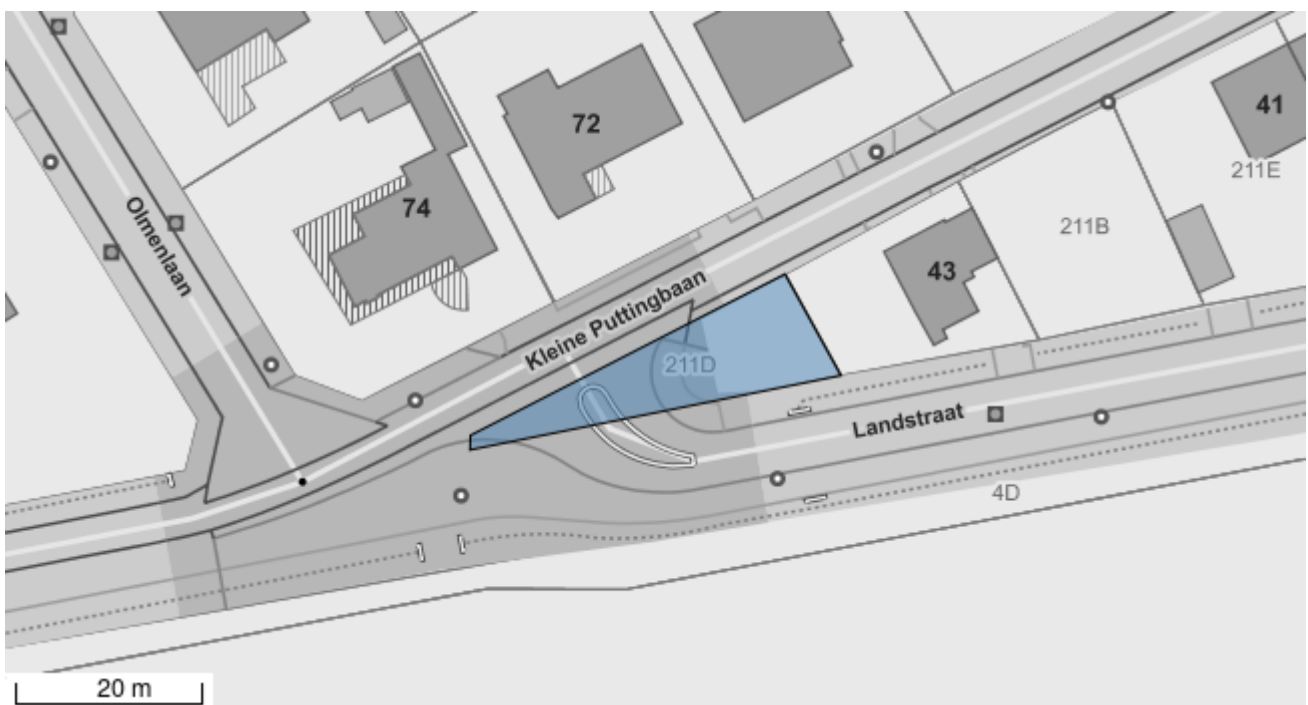 41
72
211E
74
Olmenlaan
211B
43
Kleine Puttingbaan
211D
Landstraat
4D
20 m